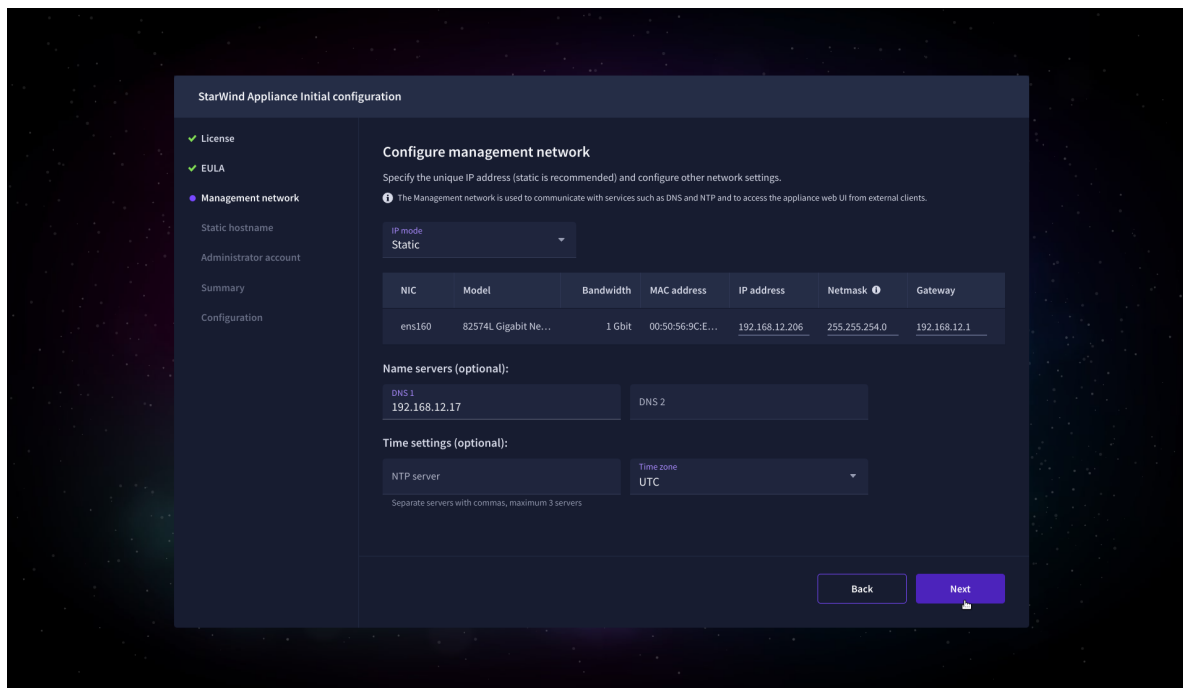 StarWind Appliance Initial configuration
License
EULA
Management network
Static hostname
Administrator account
Summary
Configuration
Configure management network
Specify the unique IP address (static is recommended) and configure other network settings.
The Management network is used to communicate with services such as DNS and NTP and to access the appliance web UI from external clients.
IP mode
Static
NIC Model Bandwidth MAC address IP address Netmask Gateway
ens160 82574L Gigabit Ne... 1 Gbit 00:50:56:9C:E... 192.168.12.206 255.255.254.0 192.168.12.1
Name servers (optional):
DNS 1
192.168.12.17
DNS 2
Time settings (optional):
NTP server
Time zone
UTC
Separate servers with commas, maximum 3 servers
Back Next